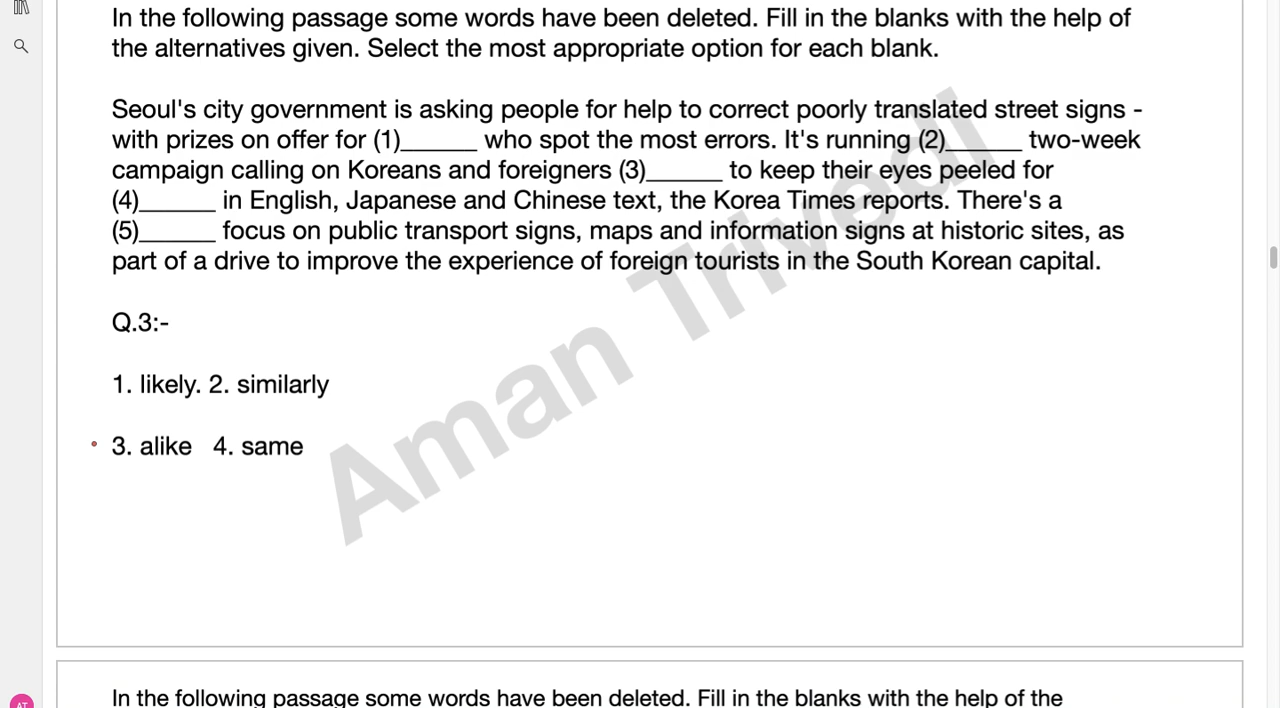 In the following passage some words have been deleted. Fill in the blanks with the help of
the alternatives given. Select the most appropriate option for each blank.
Seoul's city government is asking people for help to correct poorly translated street signs -
with prizes on offer for (1)______ who spot the most errors. It's running (2)______ two-week
campaign calling on Koreans and foreigners (3)______ to keep their eyes peeled for
(4)______ in English, Japanese and Chinese text, the Korea Times reports. There's a
(5)______ focus on public transport signs, maps and information signs at historic sites, as
part of a drive to improve the experience of foreign tourists in the South Korean capital.
Q.3:-
1. likely. 2. similarly
3. alike 4. same
Aman Trivedi
AT
In the following passage some words have been deleted. Fill in the blanks with the help of the